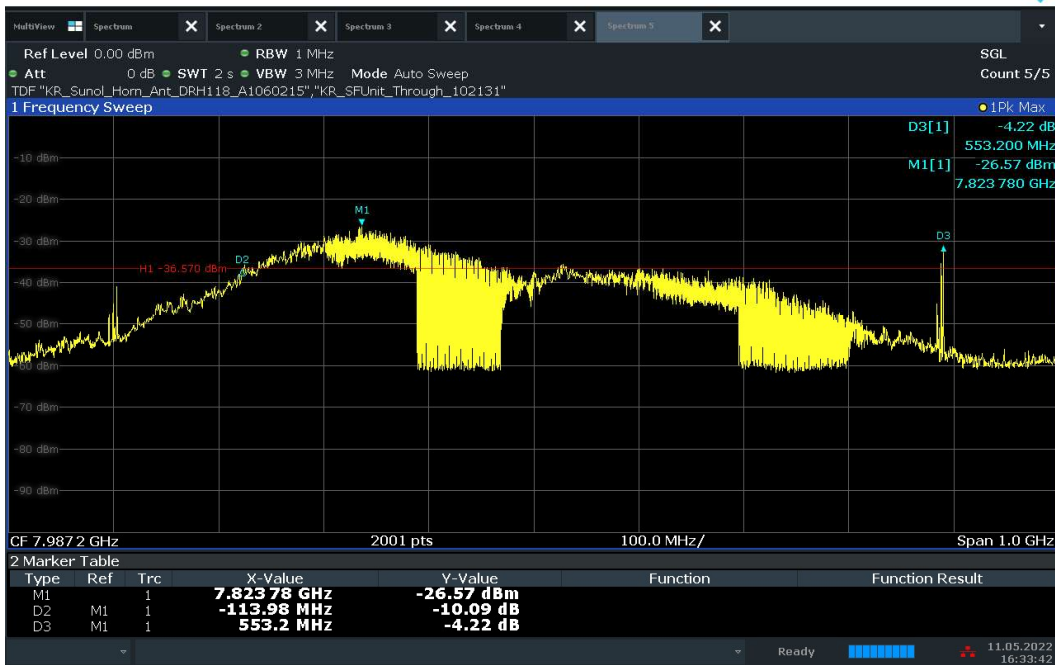 MultiView Spectrum Spectrum 2 Spectrum 3 Spectrum 4 Spectrum 5
Ref Level 0.00 dBm RBW 1 MHz SGL
Att 0 dB SWT 2 s VBW 3 MHz Mode Auto Sweep Count 5/5
TDF "KR_Sunol_Horn_Ant_DRH118_A1060215","KR_SFUnit_Through_102131"
1 Frequency Sweep 1Pk Max
D3[1] -4.22 dB
553.200 MHz
M1[1] -26.57 dBm
7.823 780 GHz
-10 dBm
-20 dBm
M1
-30 dBm
D3
D2
H1 -36.570 dBm
-40 dBm
-50 dBm
-60 dBm
-70 dBm
-80 dBm
-90 dBm
CF 7.9872 GHz 2001 pts 100.0 MHz/ Span 1.0 GHz
2 Marker Table
Type Ref Trc X-Value Y-Value Function Function Result
M1 1 7.82378 GHz -26.57 dBm
D2 M1 1 -113.98 MHz -10.09 dB
D3 M1 1 553.2 MHz -4.22 dB
Ready 11.05.2022
16:33:42